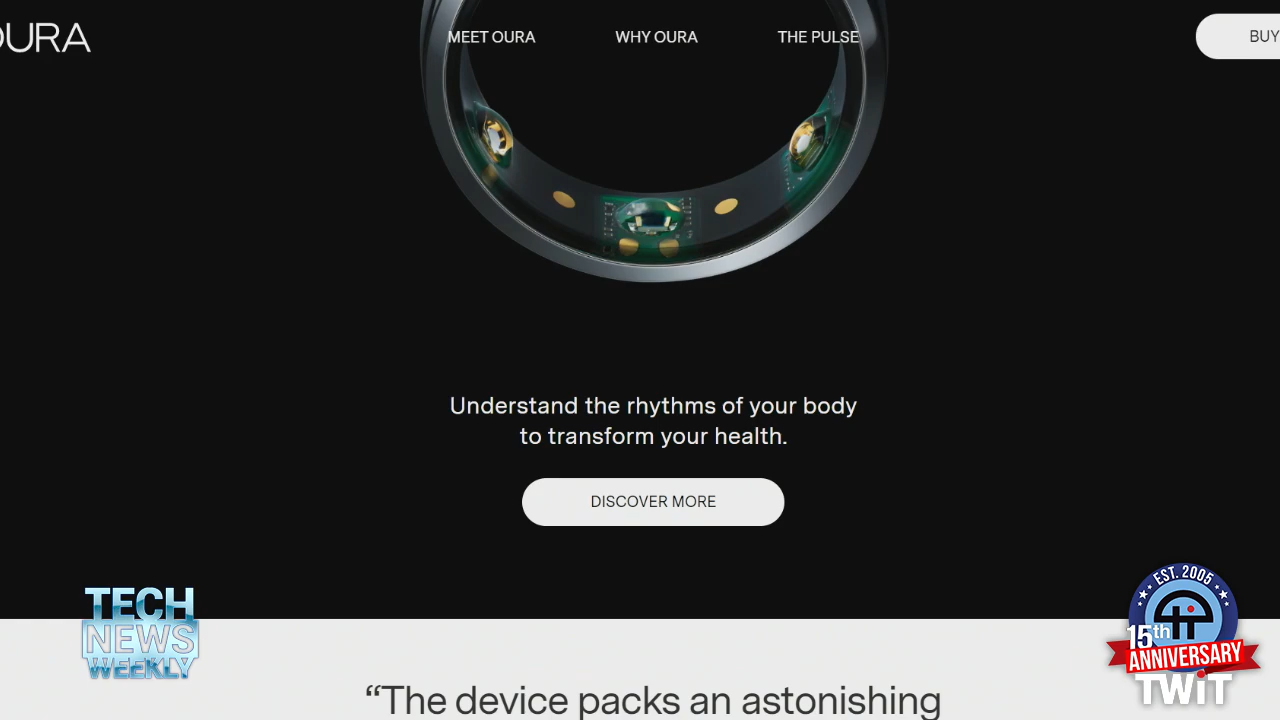 OURA
MEET OURA
WHY OURA
THE PULSE
BUY
Understand the rhythms of your body
to transform your health.
DISCOVER MORE
TECH
NEWS
WEEKLY
EST. 2005
15th
ANNIVERSARY
TWiT
“The device packs an astonishing